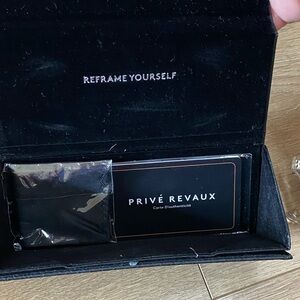 REFRAME YOURSELF
PRIVÉ REVAUX
Carte D'authenticité